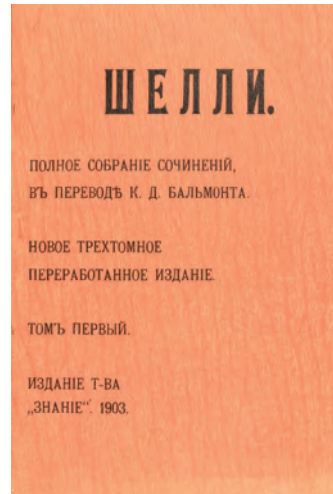 ШЕЛЛИ.
ПОЛНОЕ СОБРАНІЕ СОЧИНЕНІЙ,
ВЪ ПЕРЕВОДѢ К. Д. БАЛЬМОНТА.
НОВОЕ ТРЕХТОМНОЕ
ПЕРЕРАБОТАННОЕ ИЗДАНІЕ.
ТОМЪ ПЕРВЫЙ.
ИЗДАНІЕ Т-ВА
„ЗНАНІЕ“. 1903.